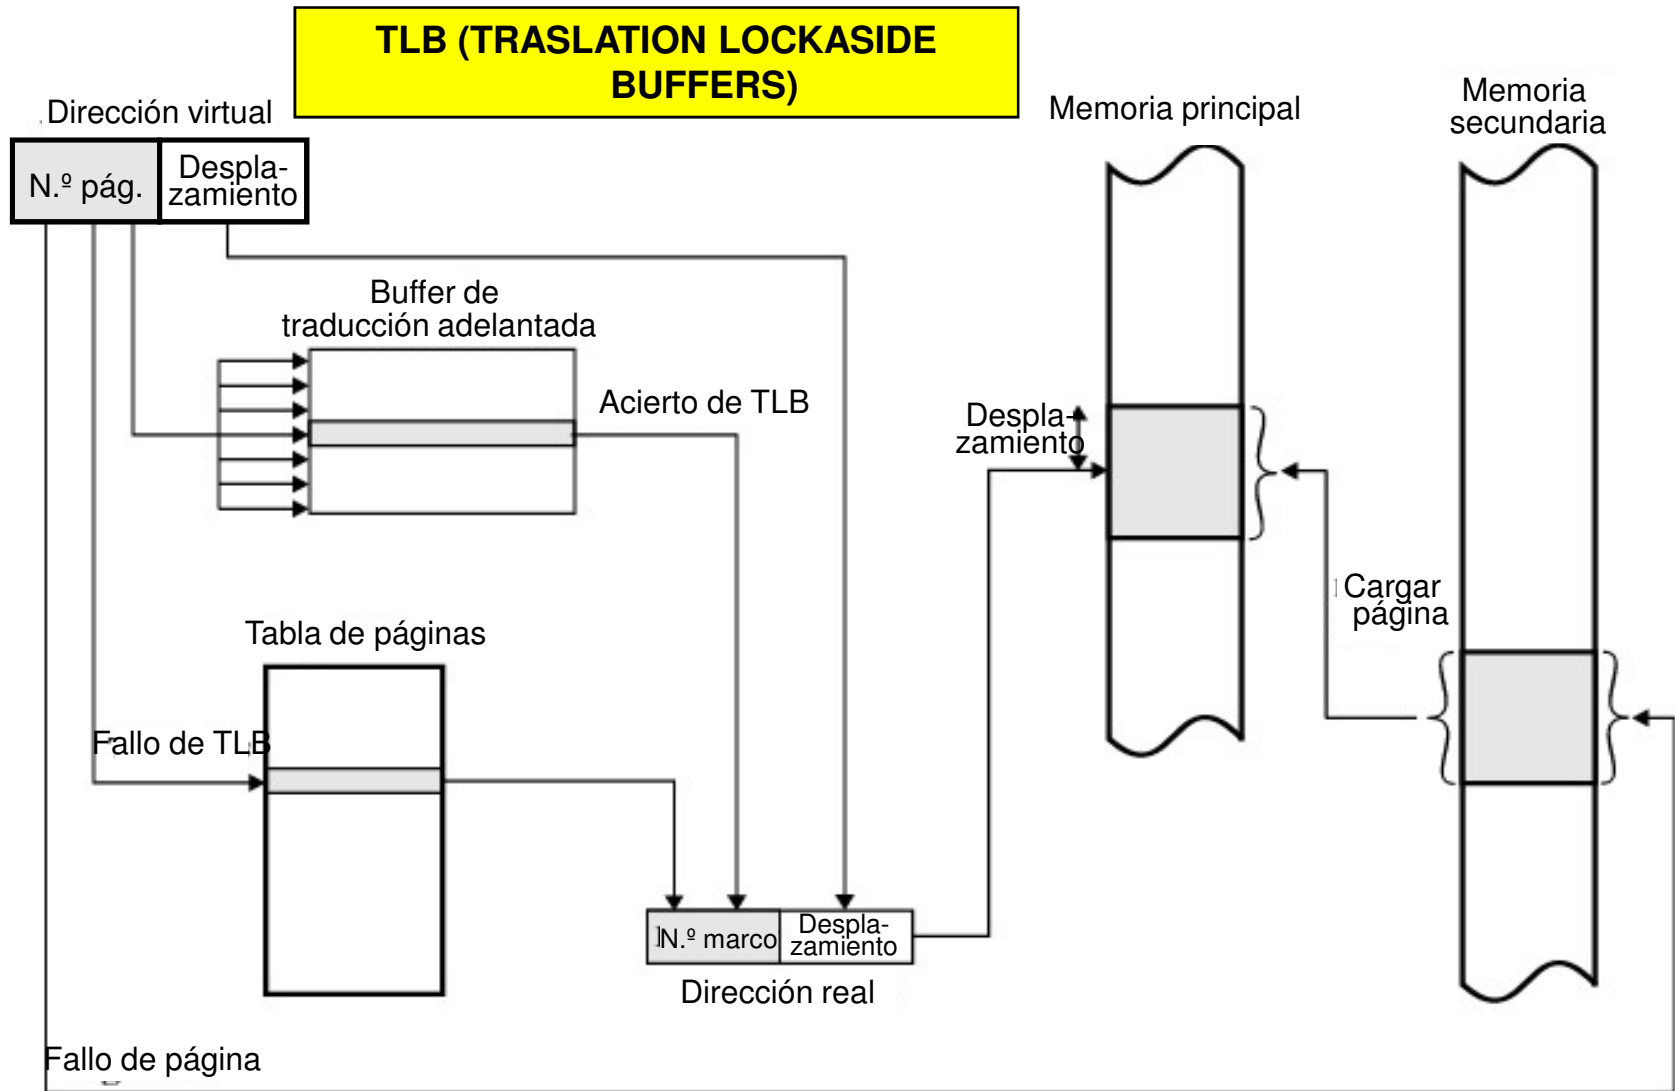 TLB (TRASLATION LOCKASIDE
BUFFERS)
Dirección virtual
N.º pág.
Despla-
zamiento
Memoria principal
Memoria
secundaria
Buffer de
traducción adelantada
Acierto de TLB
Despla-
zamiento
Cargar
página
Tabla de páginas
Fallo de TLB
N.º marco
Despla-
zamiento
Dirección real
Fallo de página